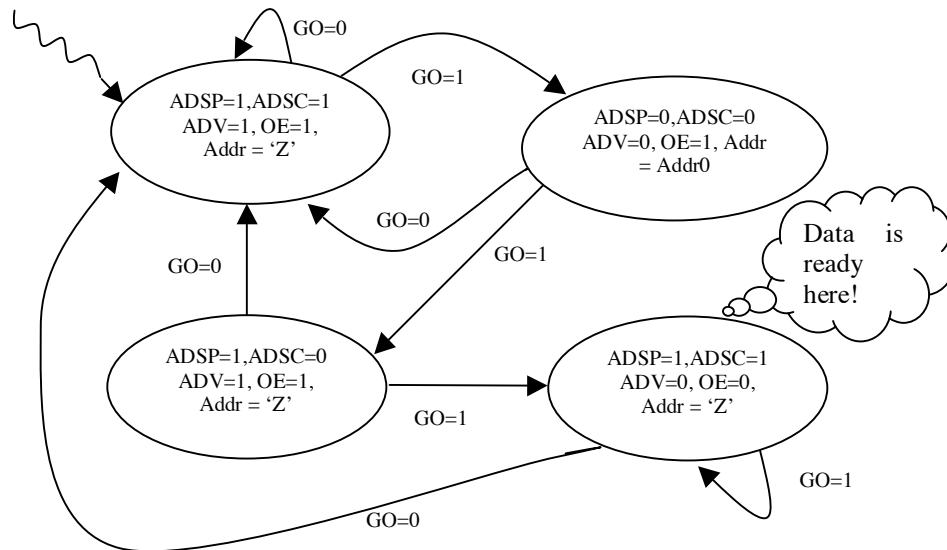 GO=0
GO=1
ADSP=1,ADSC=1
ADV=1, OE=1,
Addr = ‘Z’
ADSP=0,ADSC=0
ADV=0, OE=1, Addr
= Addr0
GO=0
GO=1
Data is
ready
here!
GO=0
ADSP=1,ADSC=0
ADV=1, OE=1,
Addr = ‘Z’
ADSP=1,ADSC=1
ADV=0, OE=0,
Addr = ‘Z’
GO=1
GO=1
GO=0